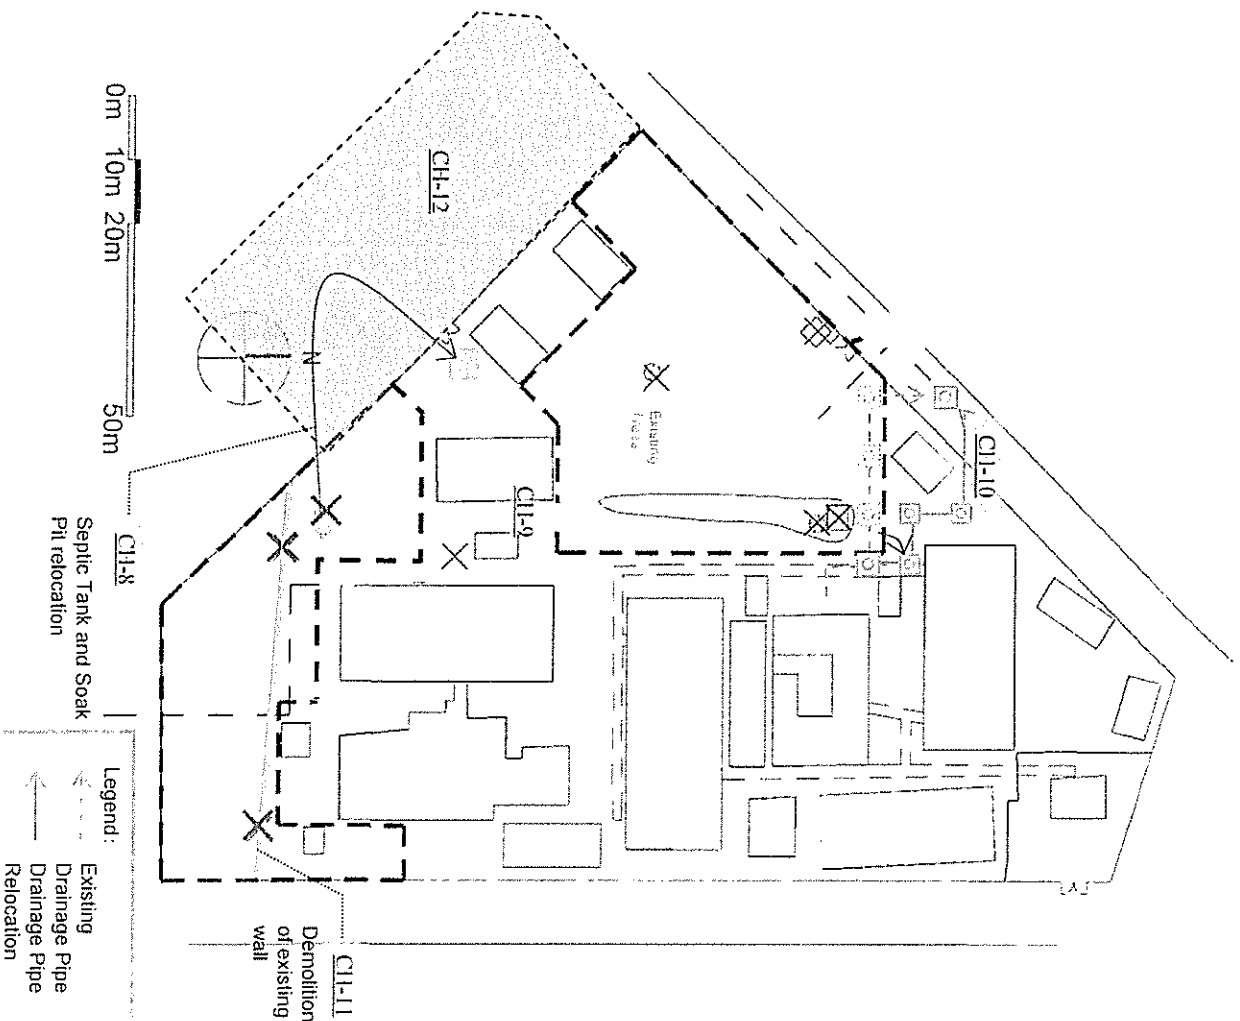 CH-12
0m 10m 20m 50m
N
CH-8
Septic Tank and Soak
Pit relocation
CH-9
Existing
CH-10
CH-11
Demolition
of existing
wall
Legend:
Existing
Drainage Pipe
Drainage Pipe
Relocation